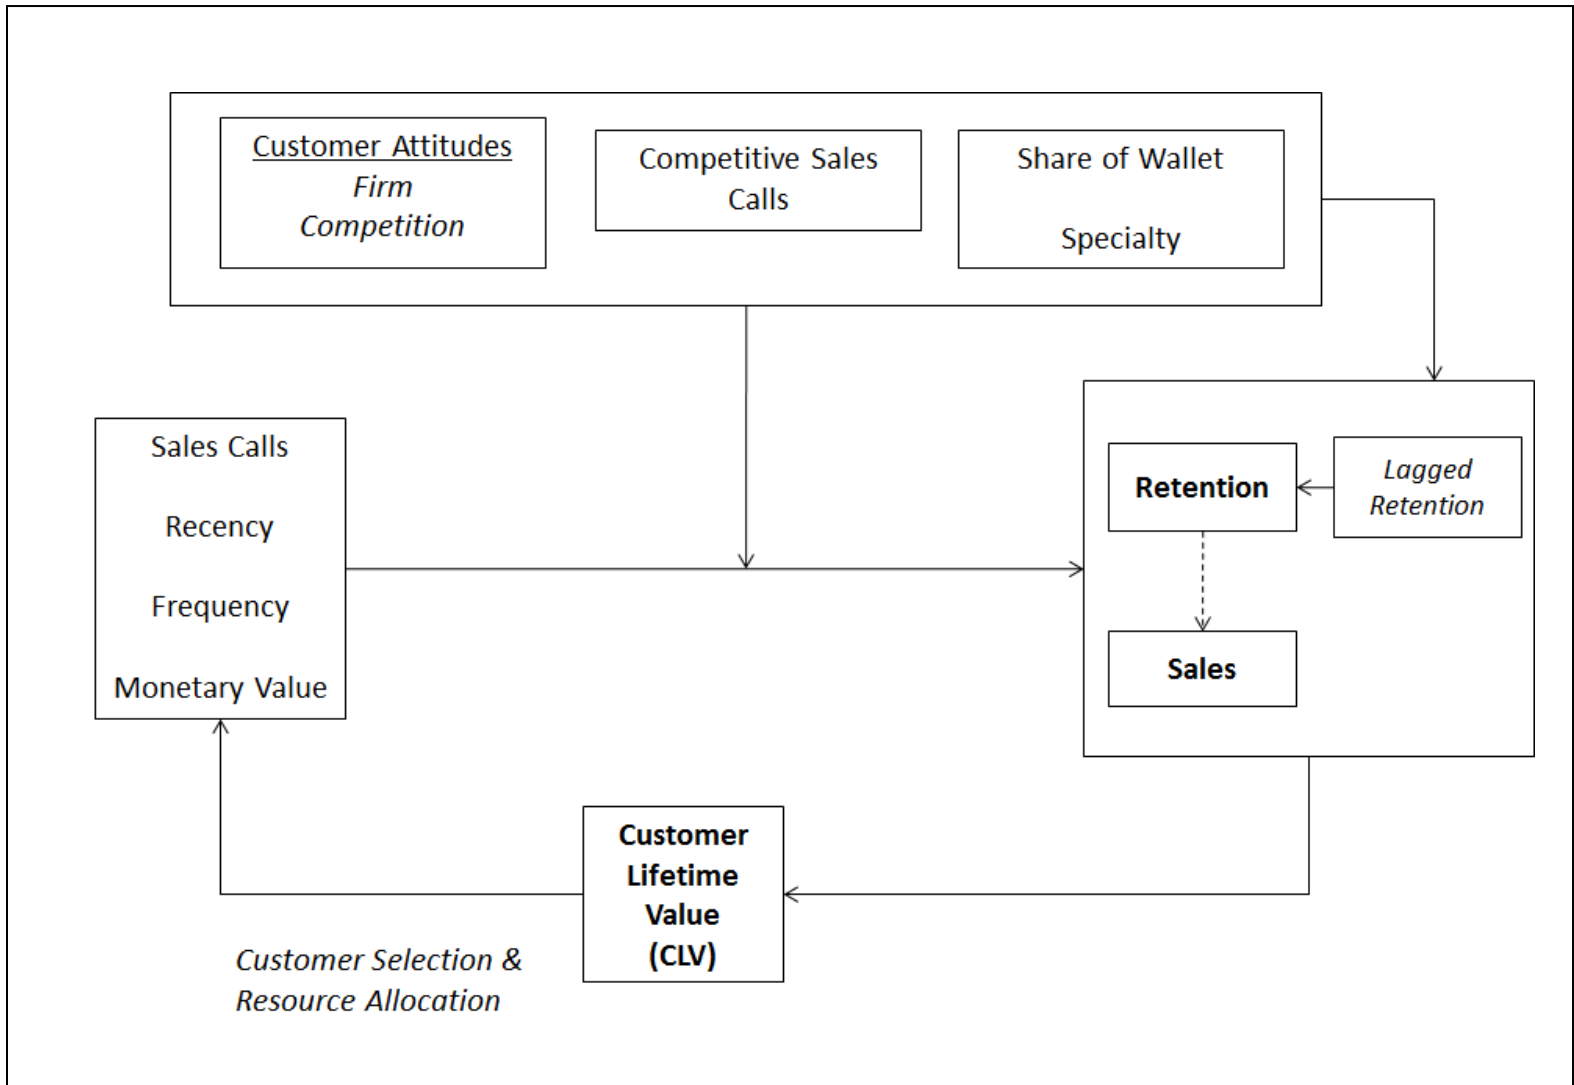 Customer Attitudes
Firm
Competition
Competitive Sales
Calls
Share of Wallet
Specialty
Sales Calls
Recency
Frequency
Monetary Value
Retention
Lagged
Retention
Sales
Customer
Lifetime
Value
(CLV)
Customer Selection &
Resource Allocation